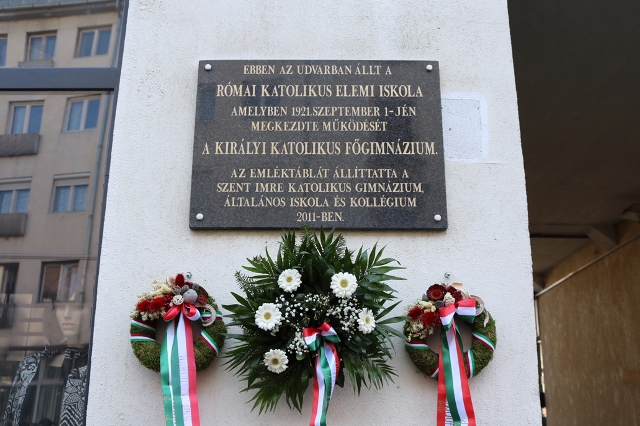 EBBEN AZ UDVARBAN ÁLLT A
RÓMAI KATOLIKUS ELEMI ISKOLA
AMELYBEN 1921.SZEPTEMBER 1-JÉN
MEGKEZDTE MŰKÖDÉSÉT
A KIRÁLYI KATOLIKUS FŐGIMNÁZIUM.
AZ EMLÉKTÁBLÁT ÁLLÍTTATTA A
SZENT IMRE KATOLIKUS GIMNÁZIUM,
ÁLTALÁNOS ISKOLA ÉS KOLLÉGIUM
2011-BEN.